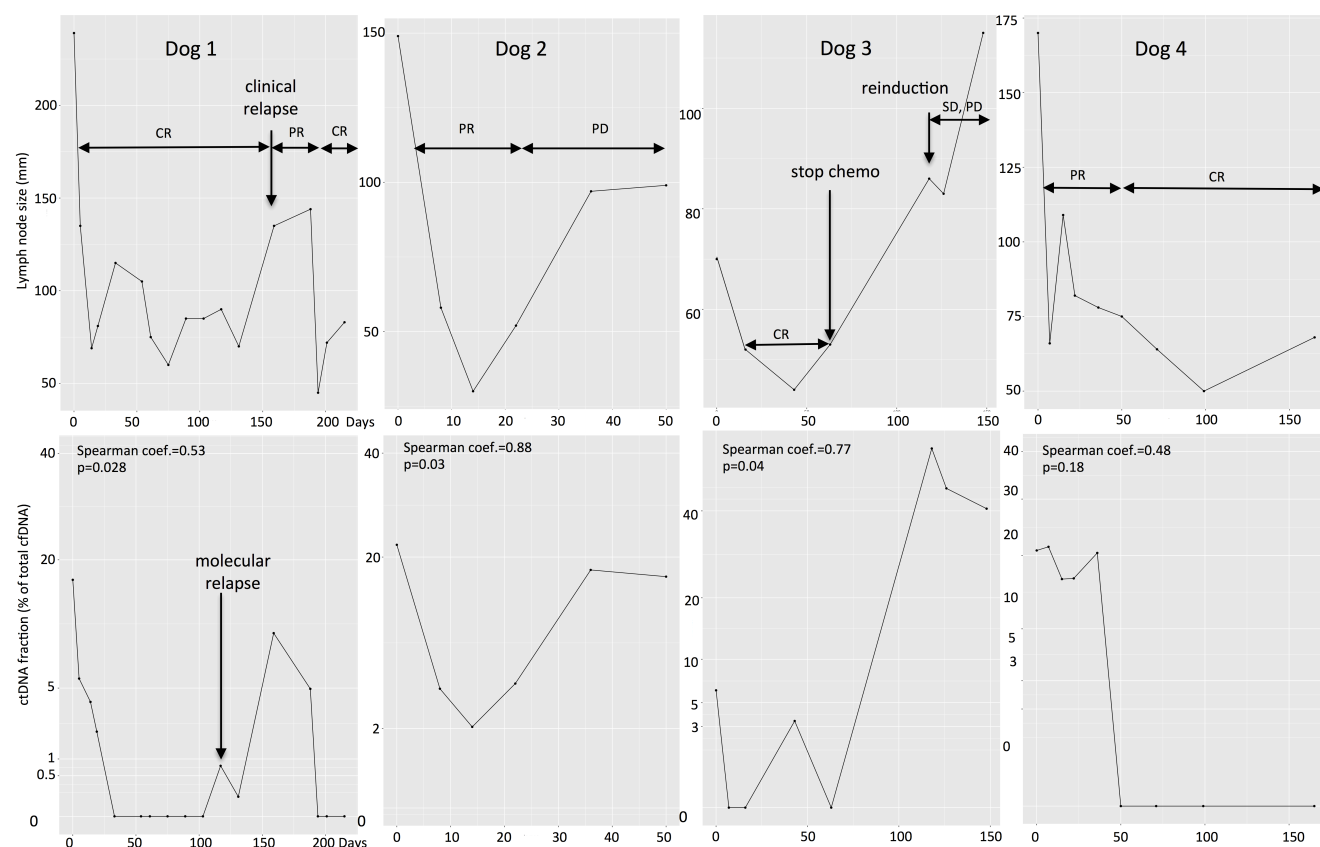 Dog 1
clinical
relapse
CR
PR
CR
200
150
100
50
Lymph node size (mm)
0
50
100
150
200 Days
Dog 2
PR
PD
150
100
50
0
10
20
30
40
50
Dog 3
reinduction
SD, PD
stop chemo
CR
100
80
60
0
50
100
150
Dog 4
PR
CR
175
150
125
100
75
50
0
50
100
150
Spearman coef.=0.53
p=0.028
molecular
relapse
40
20
5
1
0.5
0
ctDNA fraction (% of total cfDNA)
0
50
100
150
200 Days
Spearman coef.=0.88
p=0.03
40
20
2
0
0
10
20
30
40
50
Spearman coef.=0.77
p=0.04
40
20
10
5
3
0
0
50
100
150
Spearman coef.=0.48
p=0.18
40
30
20
10
5
3
0
0
50
100
150